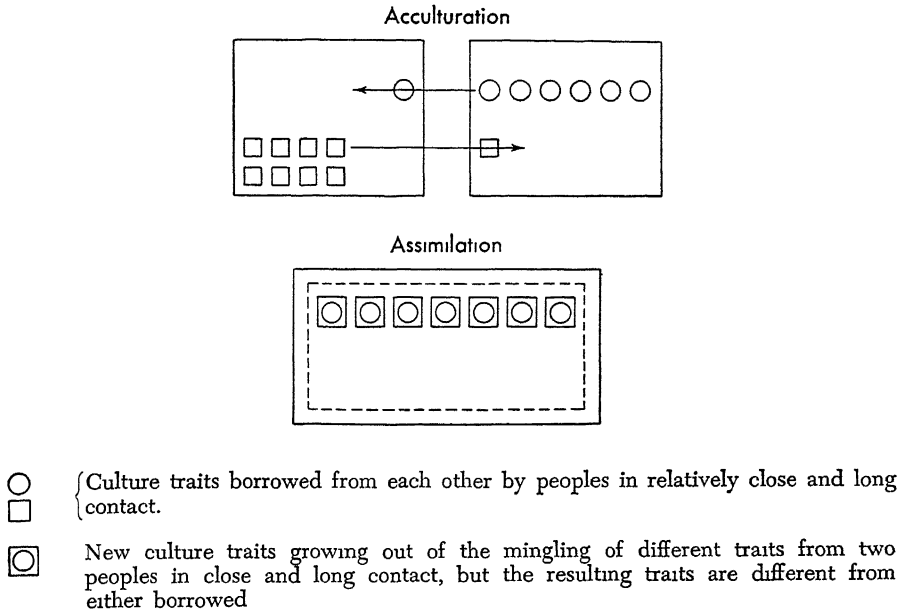 Acculturation
Assimilation
Culture traits borrowed from each other by peoples in relatively close and long
contact.
New culture traits growing out of the mingling of different traits from two
peoples in close and long contact, but the resulting traits are different from
either borrowed